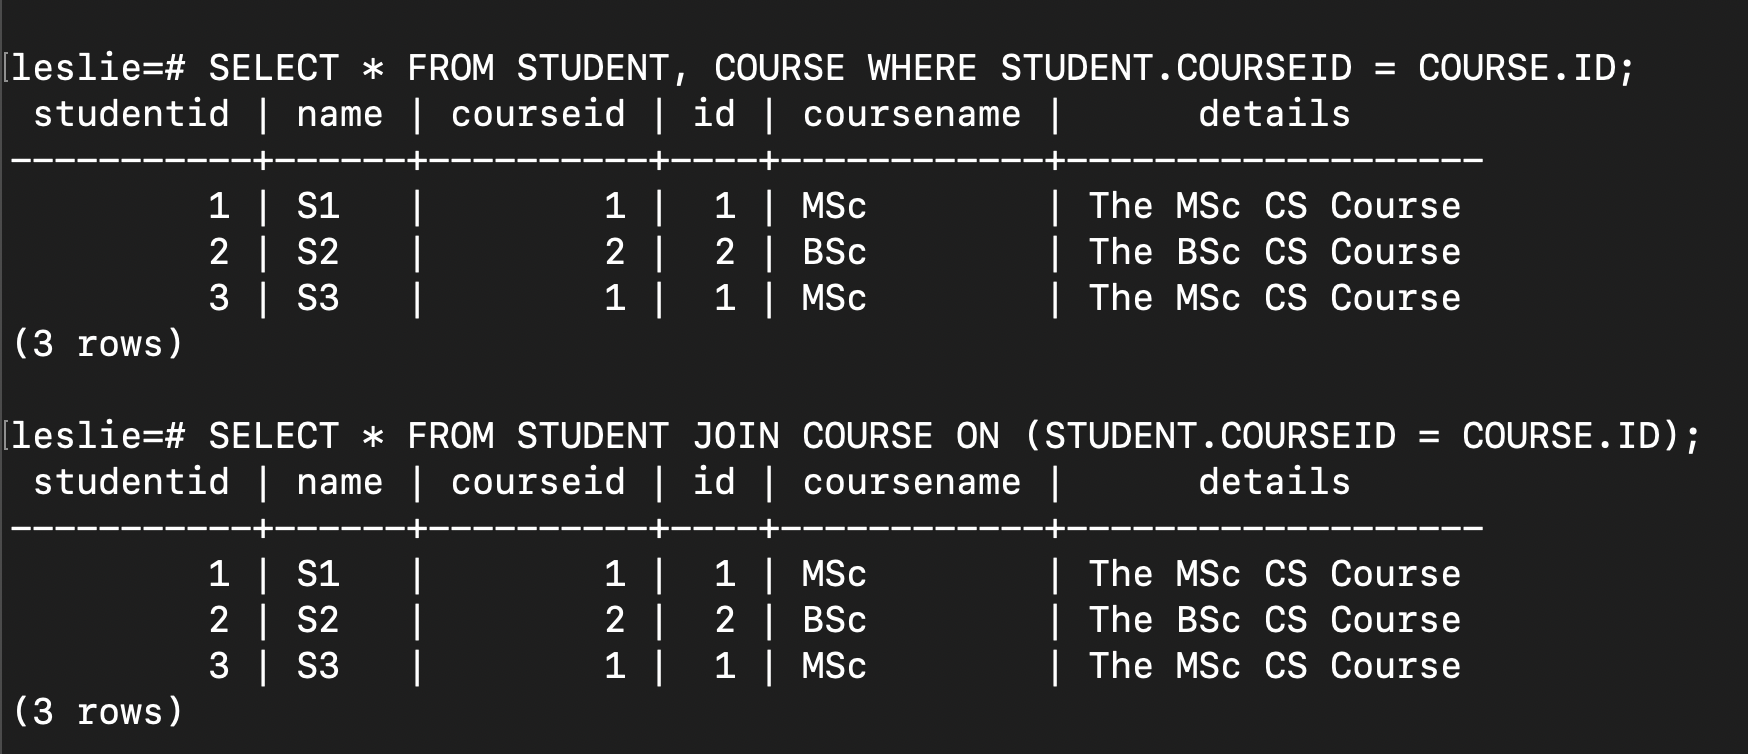 leslie=# SELECT * FROM STUDENT, COURSE WHERE STUDENT.COURSEID = COURSE.ID;
 studentid | name | courseid | id | coursename |      details
-----------+------+----------+----+------------+-------------------
         1 | S1   |        1 |  1 | MSc        | The MSc CS Course
         2 | S2   |        2 |  2 | BSc        | The BSc CS Course
         3 | S3   |        1 |  1 | MSc        | The MSc CS Course
(3 rows)
leslie=# SELECT * FROM STUDENT JOIN COURSE ON (STUDENT.COURSEID = COURSE.ID);
 studentid | name | courseid | id | coursename |      details
-----------+------+----------+----+------------+-------------------
         1 | S1   |        1 |  1 | MSc        | The MSc CS Course
         2 | S2   |        2 |  2 | BSc        | The BSc CS Course
         3 | S3   |        1 |  1 | MSc        | The MSc CS Course
(3 rows)